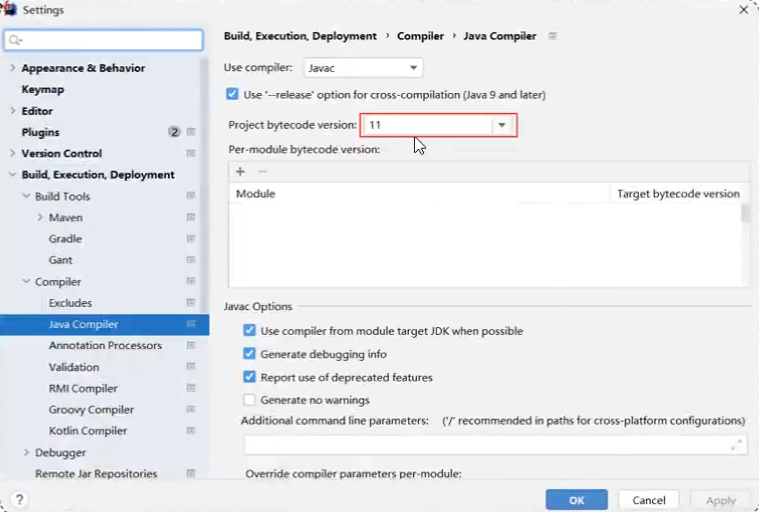 Settings
Build, Execution, Deployment › Compiler › Java Compiler
Appearance & Behavior
Keymap
Editor
Plugins 2
Version Control
Build, Execution, Deployment
Build Tools
Maven
Gradle
Gant
Compiler
Excludes
Java Compiler
Annotation Processors
Validation
RMI Compiler
Groovy Compiler
Kotlin Compiler
Debugger
Remote Jar Repositories
Use compiler: Javac
Use '--release' option for cross-compilation (Java 9 and later)
Project bytecode version: 11
Per-module bytecode version:
+ −
Module Target bytecode version
Javac Options
Use compiler from module target JDK when possible
Generate debugging info
Report use of deprecated features
Generate no warnings
Additional command line parameters: ('/' recommended in paths for cross-platform configurations)
Override compiler parameters per-module:
? OK Cancel Apply